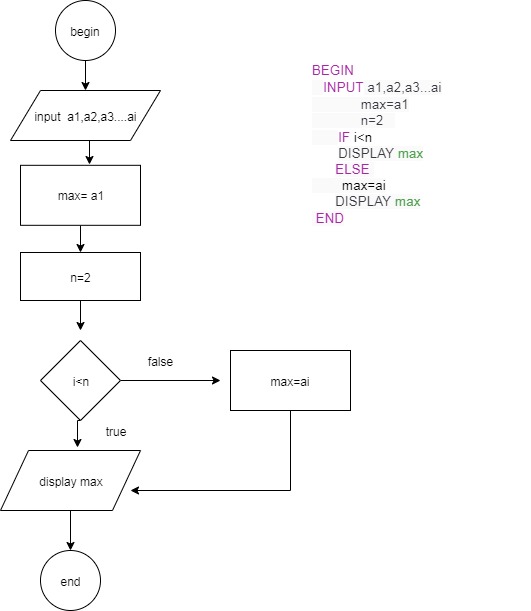 begin
input a1,a2,a3....ai
max= a1
n=2
i<n
false
max=ai
true
display max
end
BEGIN
INPUT a1,a2,a3...ai
max=a1
n=2
IF i<n
DISPLAY max
ELSE
max=ai
DISPLAY max
END